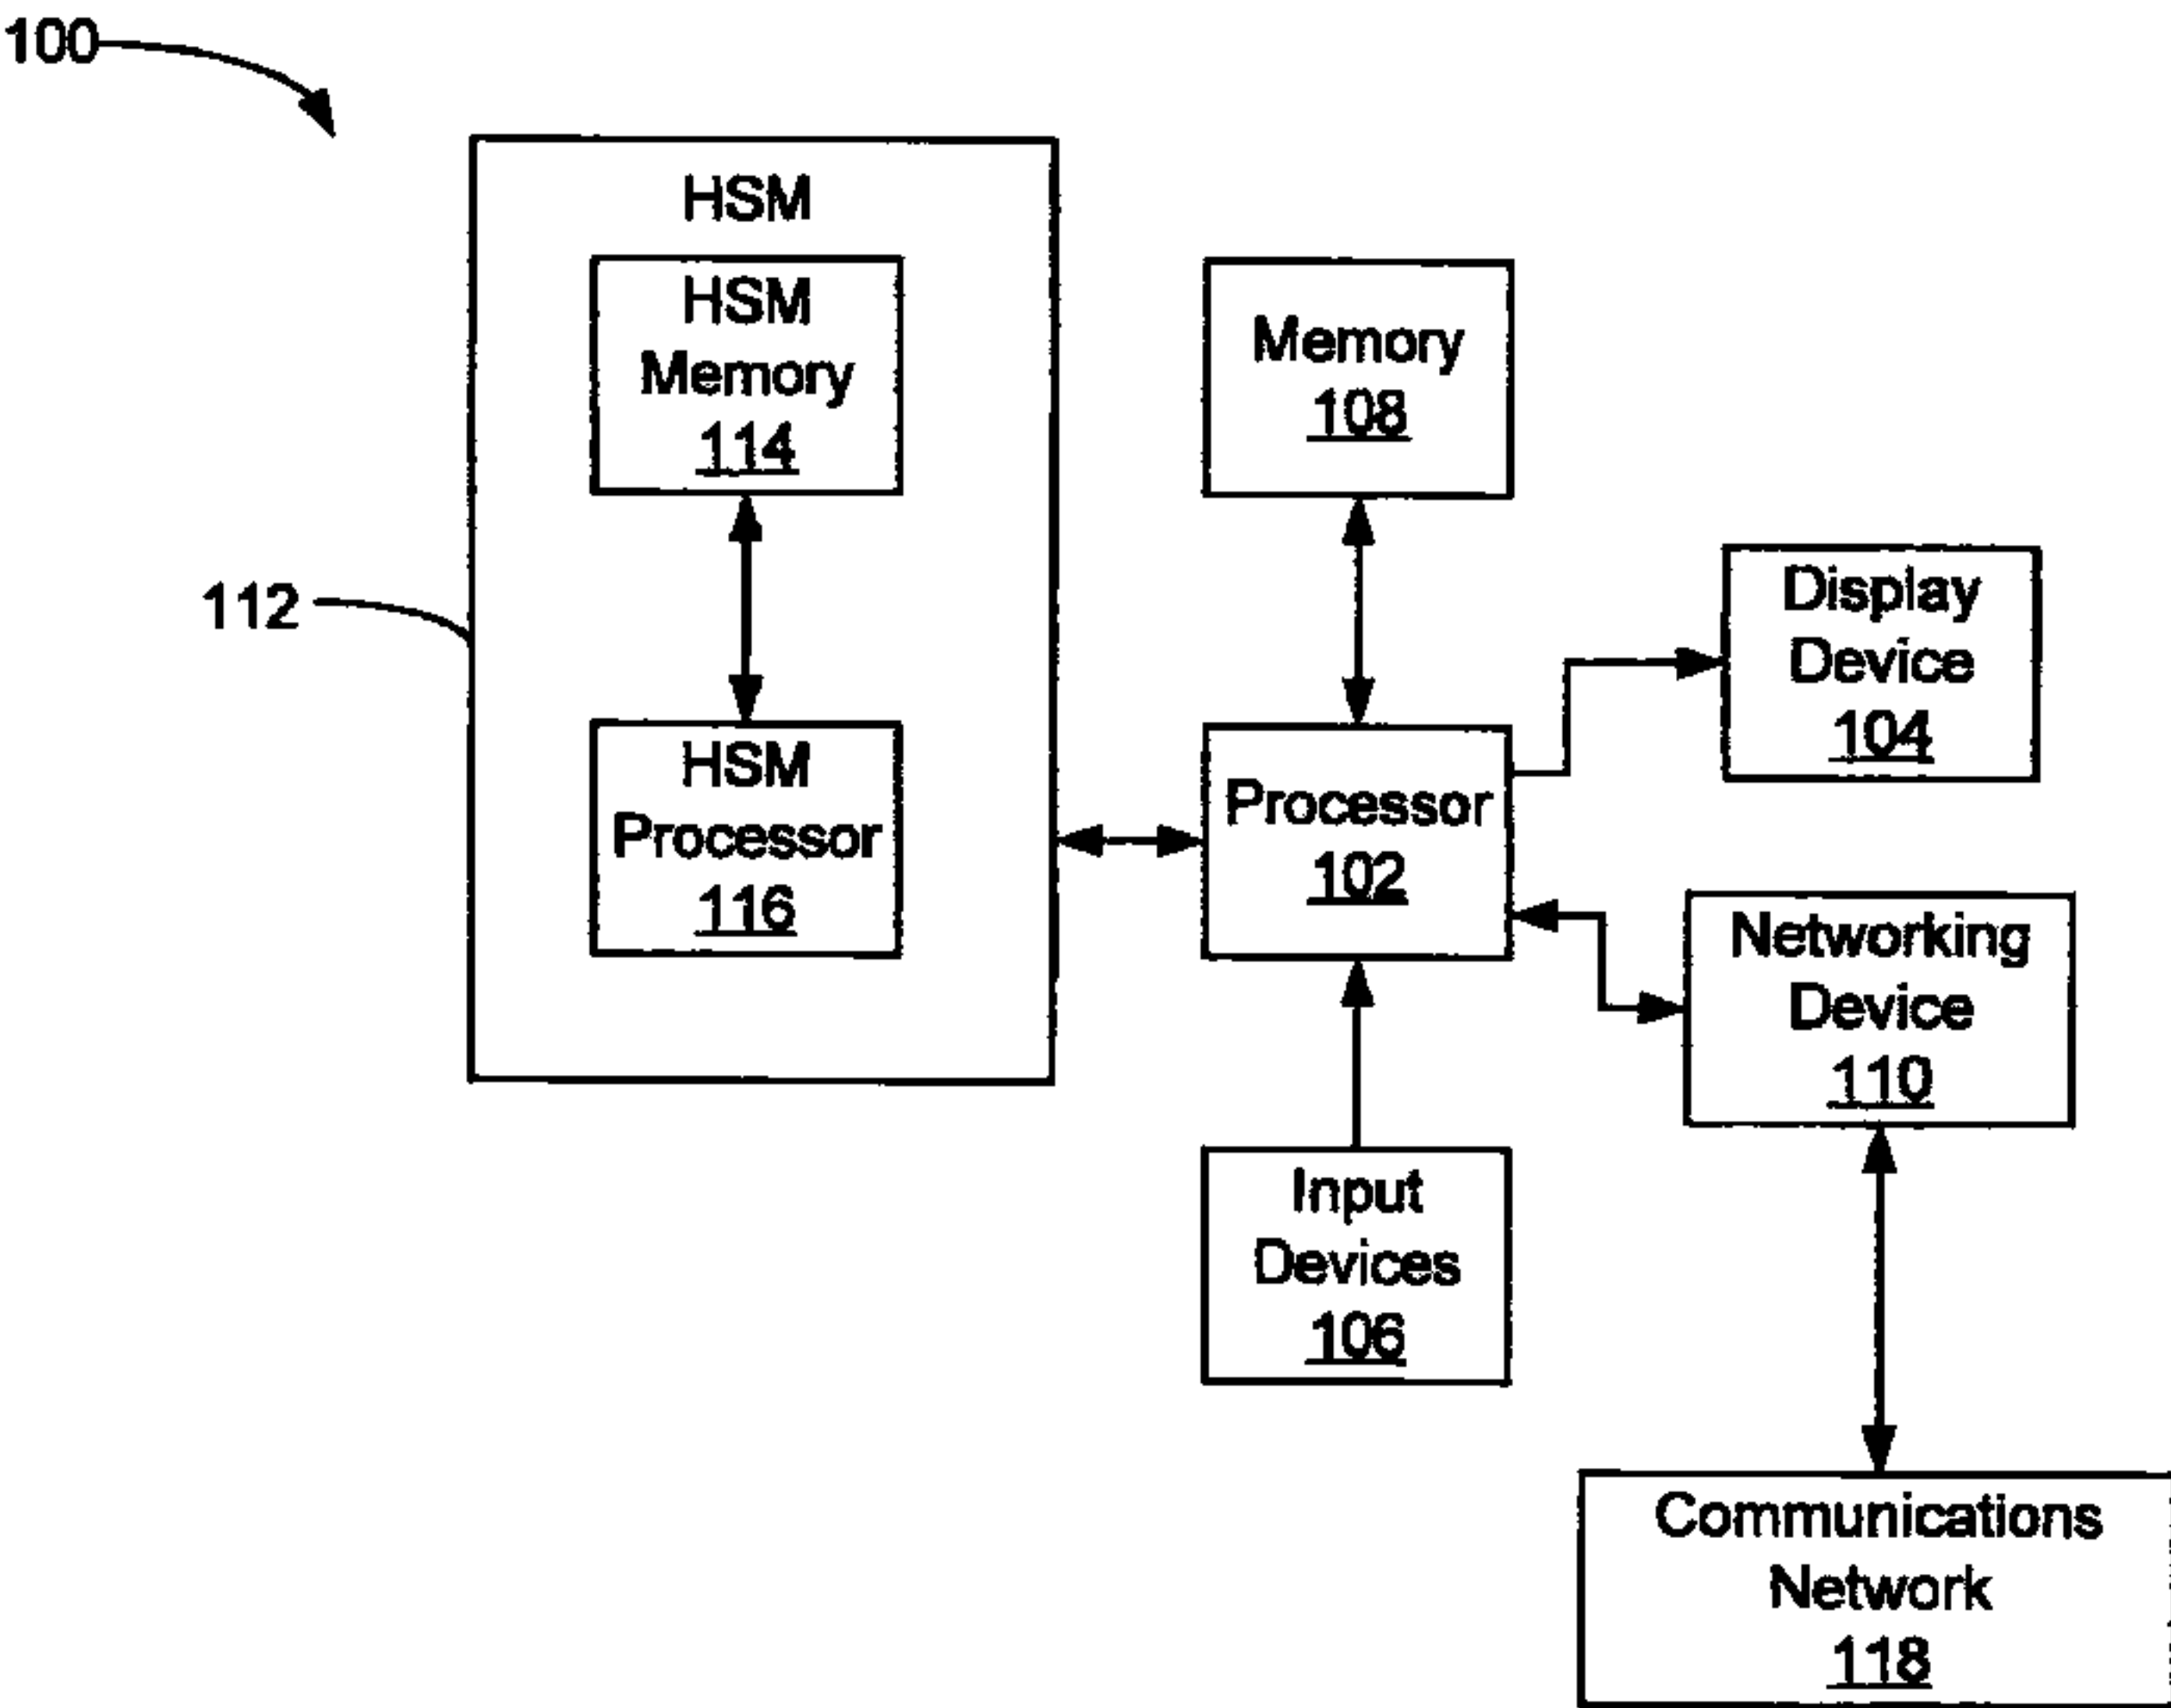 100
HSM
HSM
Memory
114
112
HSM
Processor
116
Memory
108
Processor
102
Input
Devices
106
Display
Device
104
Networking
Device
110
Communications
Network
118